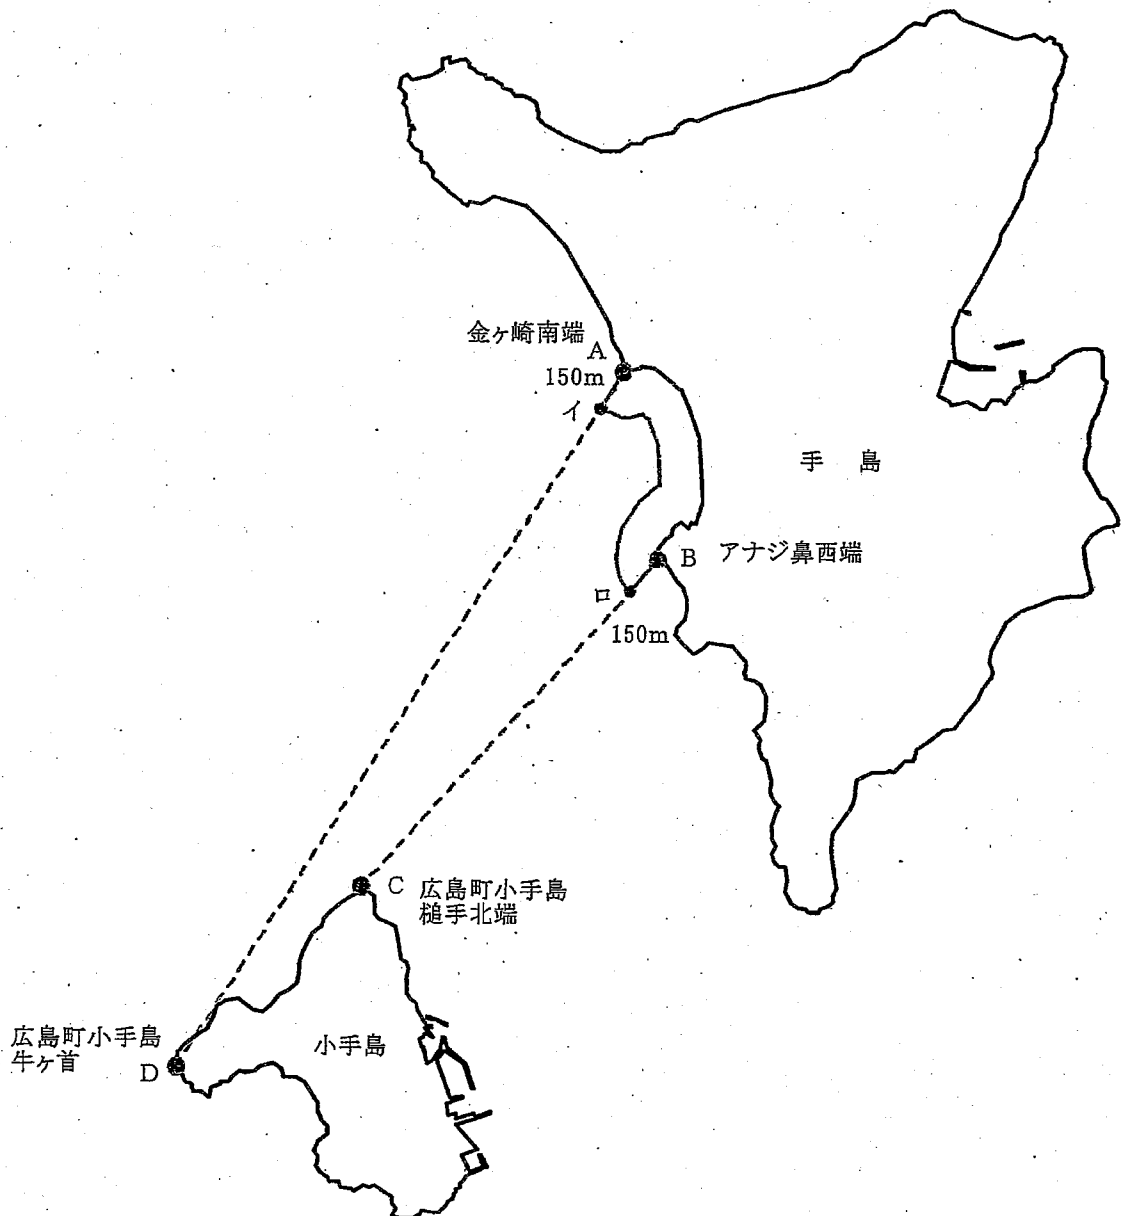 金ヶ崎南端
A
150m
イ
手 島
B アナジ鼻西端
ロ
150m
C 広島町小手島
槌手北端
広島町小手島
牛ヶ首
D
小手島